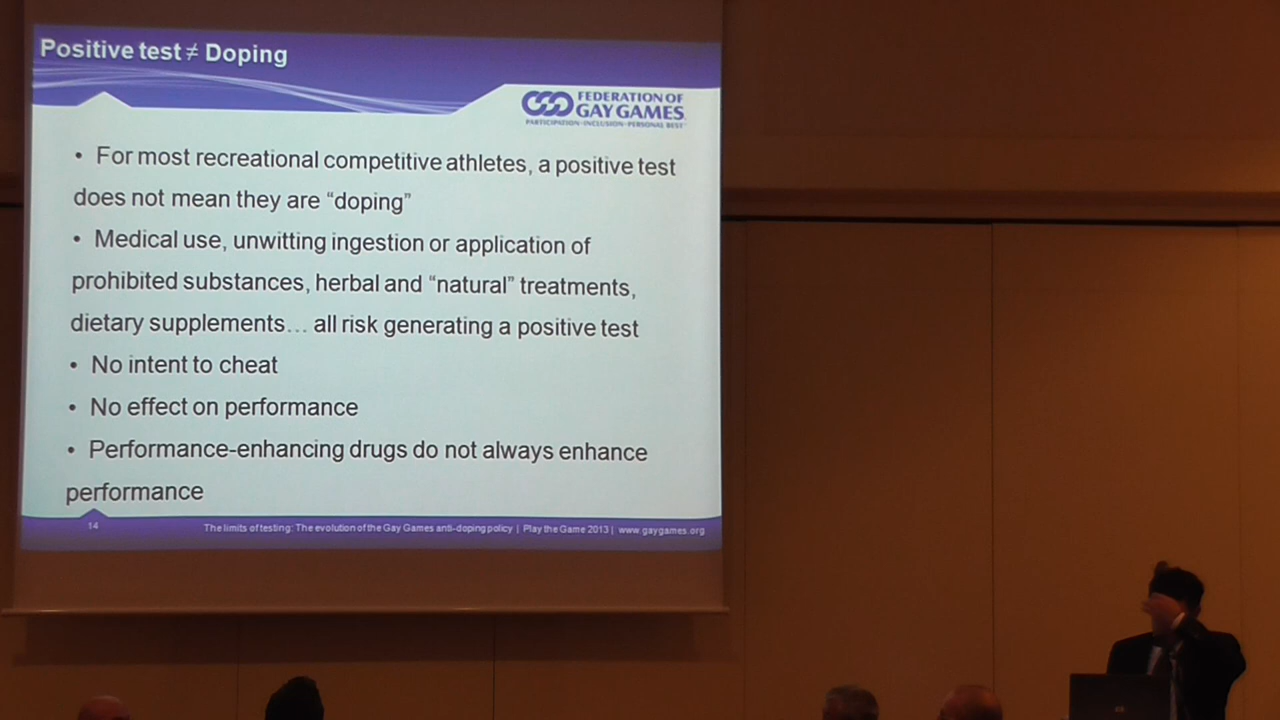 Positive test ≠ Doping
FEDERATION OF
GAY GAMES
PARTICIPATION-INCLUSION-PERSONAL BEST
• For most recreational competitive athletes, a positive test
does not mean they are “doping”
• Medical use, unwitting ingestion or application of
prohibited substances, herbal and “natural” treatments,
dietary supplements… all risk generating a positive test
• No intent to cheat
• No effect on performance
• Performance-enhancing drugs do not always enhance
performance
14
The limits of testing: The evolution of the Gay Games anti-doping policy | Play the Game 2013 | www.gaygames.org